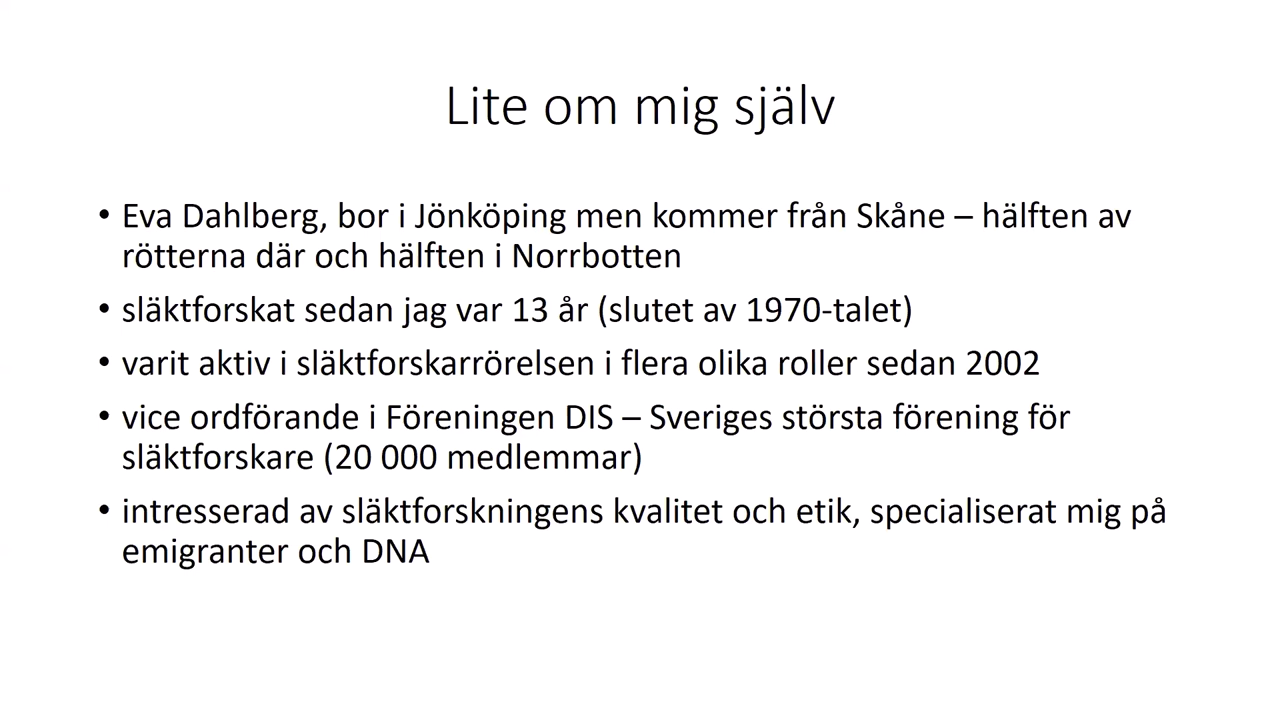 Lite om mig själv
• Eva Dahlberg, bor i Jönköping men kommer från Skåne – hälften av
rötterna där och hälften i Norrbotten
• släktforskat sedan jag var 13 år (slutet av 1970-talet)
• varit aktiv i släktforskarrörelsen i flera olika roller sedan 2002
• vice ordförande i Föreningen DIS – Sveriges största förening för
släktforskare (20 000 medlemmar)
• intresserad av släktforskningens kvalitet och etik, specialiserat mig på
emigranter och DNA